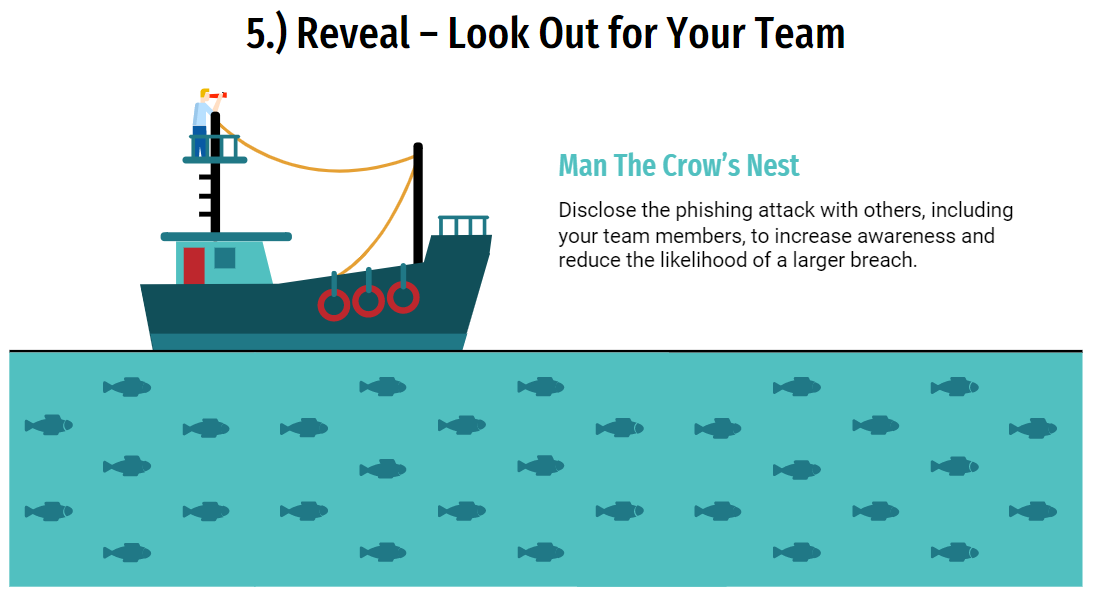 5.) Reveal – Look Out for Your Team
Man The Crow’s Nest
Disclose the phishing attack with others, including
your team members, to increase awareness and
reduce the likelihood of a larger breach.